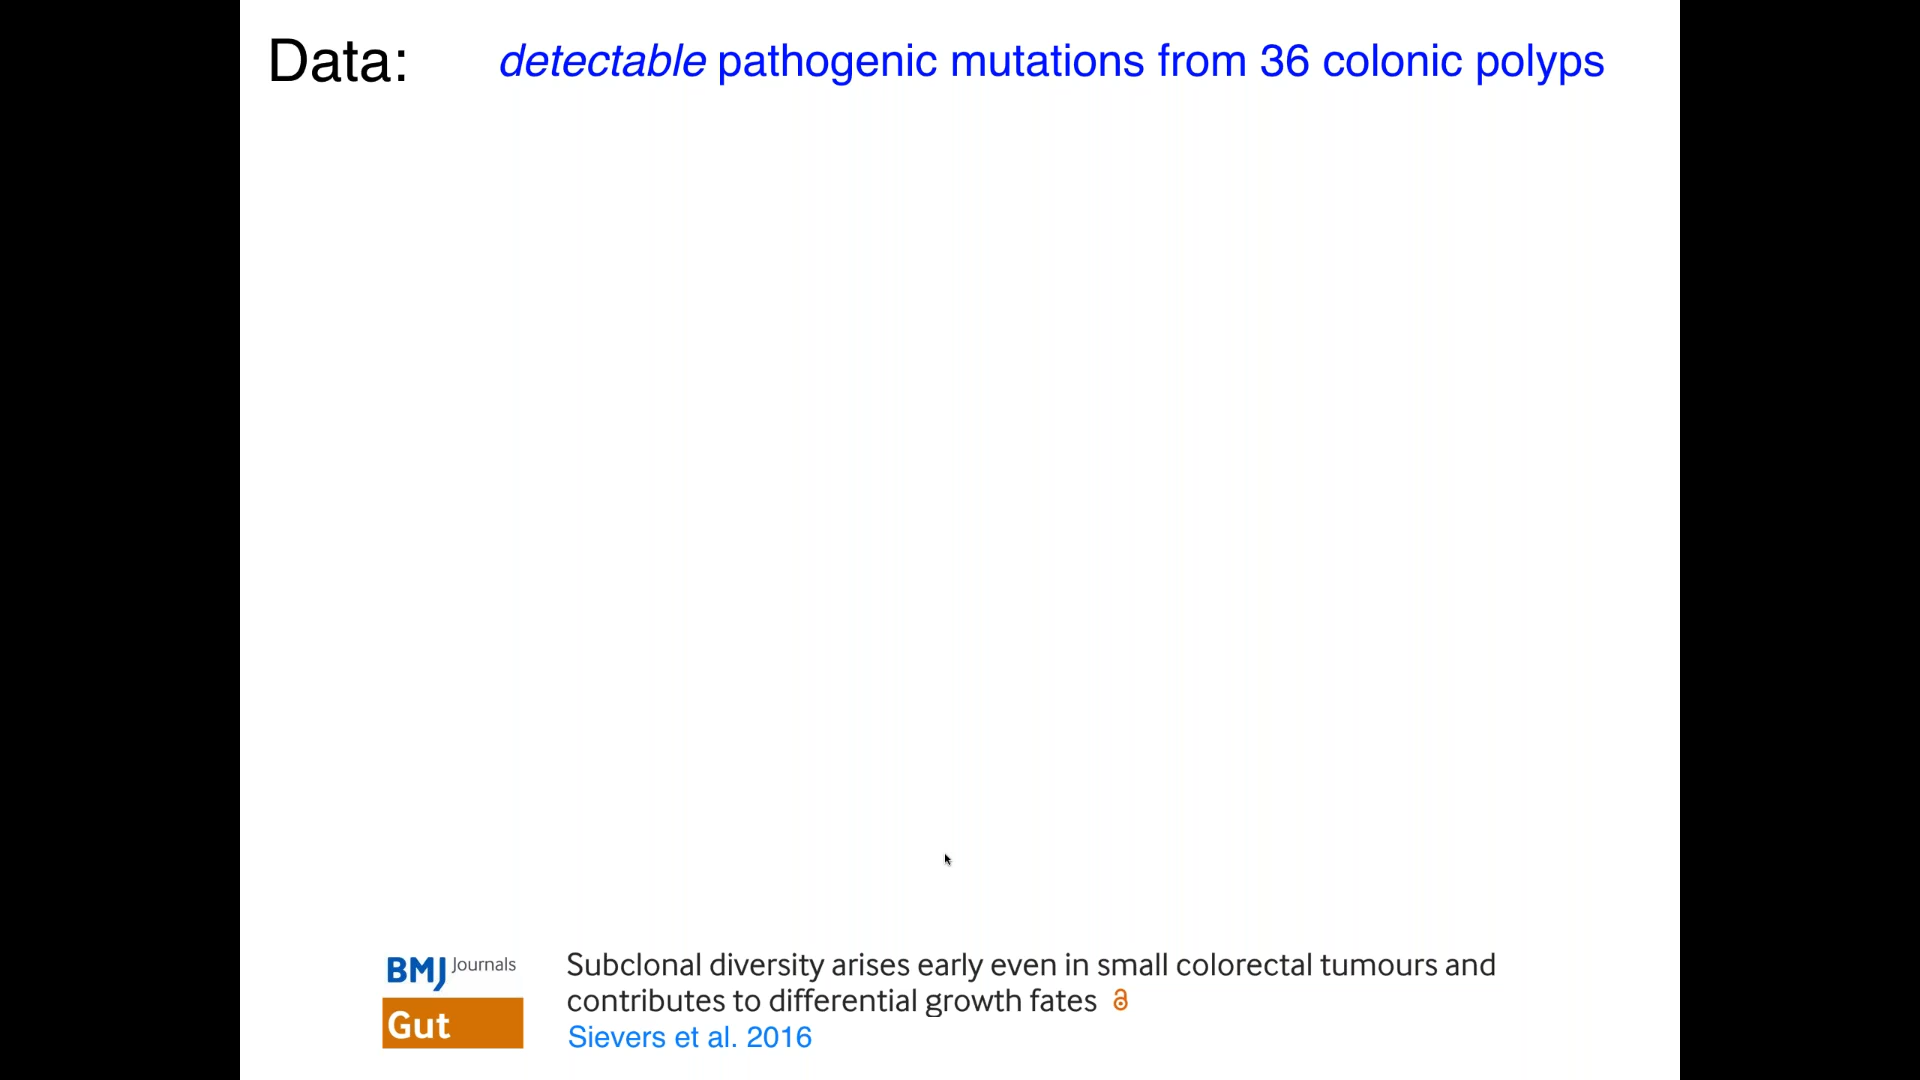 Data: detectable pathogenic mutations from 36 colonic polyps
BMJ Journals
Gut
Subclonal diversity arises early even in small colorectal tumours and
contributes to differential growth fates
Sievers et al. 2016